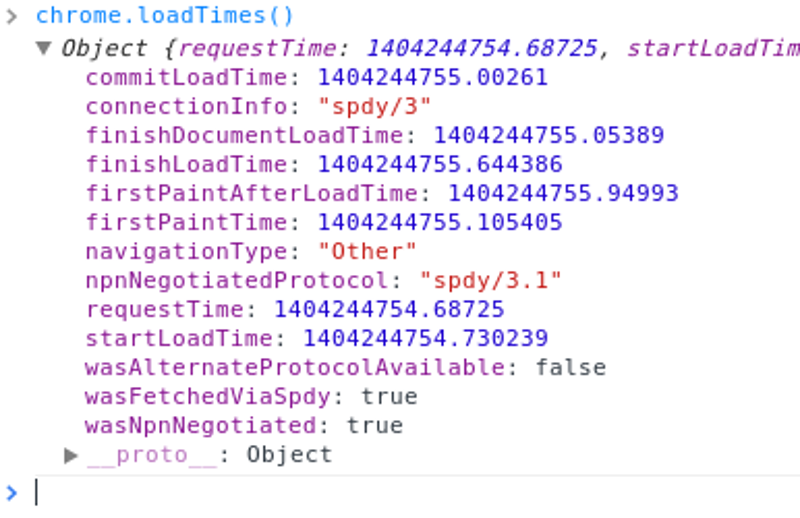 chrome.loadTimes()
Object {requestTime: 1404244754.68725, startLoadTim
commitLoadTime: 1404244755.00261
connectionInfo: "spdy/3"
finishDocumentLoadTime: 1404244755.05389
finishLoadTime: 1404244755.644386
firstPaintAfterLoadTime: 1404244755.94993
firstPaintTime: 1404244755.105405
navigationType: "Other"
npnNegotiatedProtocol: "spdy/3.1"
requestTime: 1404244754.68725
startLoadTime: 1404244754.730239
wasAlternateProtocolAvailable: false
wasFetchedViaSpdy: true
wasNpnNegotiated: true
__proto__: Object